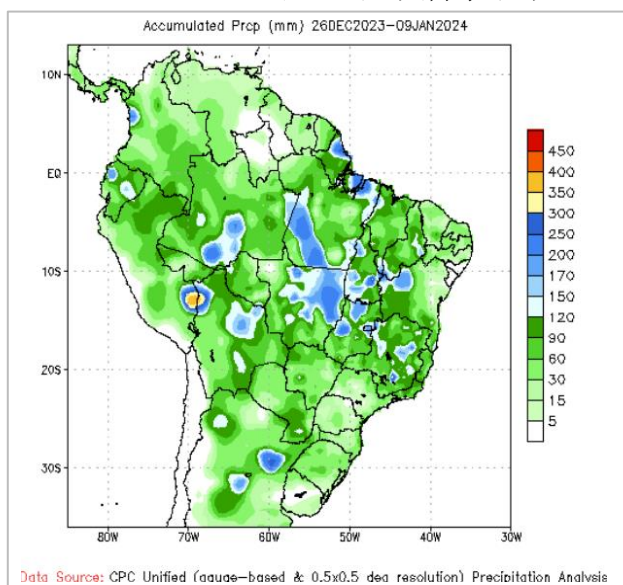 Accumulated Prcp (mm) 26DEC2023–09JAN2024
10N
EQ
10S
20S
30S
80W 70W 60W 50W 40W 30W
450
400
350
300
250
200
170
150
120
90
60
30
15
5
Data Source: CPC Unified (gauge-based & 0.5x0.5 deg resolution) Precipitation Analysis